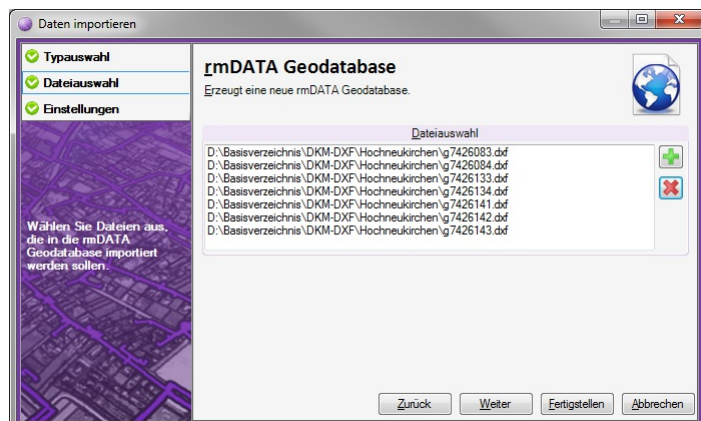 Daten importieren
Typauswahl
Dateiauswahl
Einstellungen
Wählen Sie Dateien aus,
die in die rmDATA
Geodatabase importiert
werden sollen.
rmDATA Geodatabase
Erzeugt eine neue rmDATA Geodatabase.
Dateiauswahl
D:\Basisverzeichnis\DKM-DXF\Hochneukirchen\g7426083.dxf
D:\Basisverzeichnis\DKM-DXF\Hochneukirchen\g7426084.dxf
D:\Basisverzeichnis\DKM-DXF\Hochneukirchen\g7426133.dxf
D:\Basisverzeichnis\DKM-DXF\Hochneukirchen\g7426134.dxf
D:\Basisverzeichnis\DKM-DXF\Hochneukirchen\g7426141.dxf
D:\Basisverzeichnis\DKM-DXF\Hochneukirchen\g7426142.dxf
D:\Basisverzeichnis\DKM-DXF\Hochneukirchen\g7426143.dxf
Zurück Weiter Fertigstellen Abbrechen